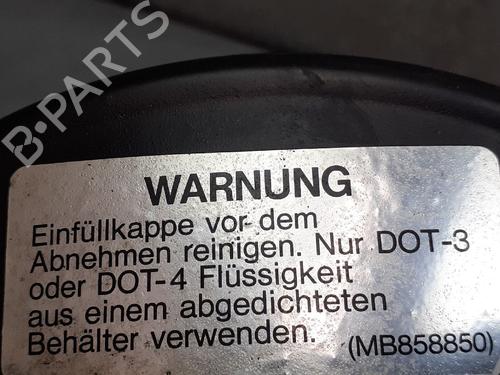 B-PARTS
WARNUNG
Einfüllkappe vor dem
Abnehmen reinigen. Nur DOT-3
oder DOT-4 Flüssigkeit
aus einem abgedichteten
Behälter verwenden.
(MB858850)